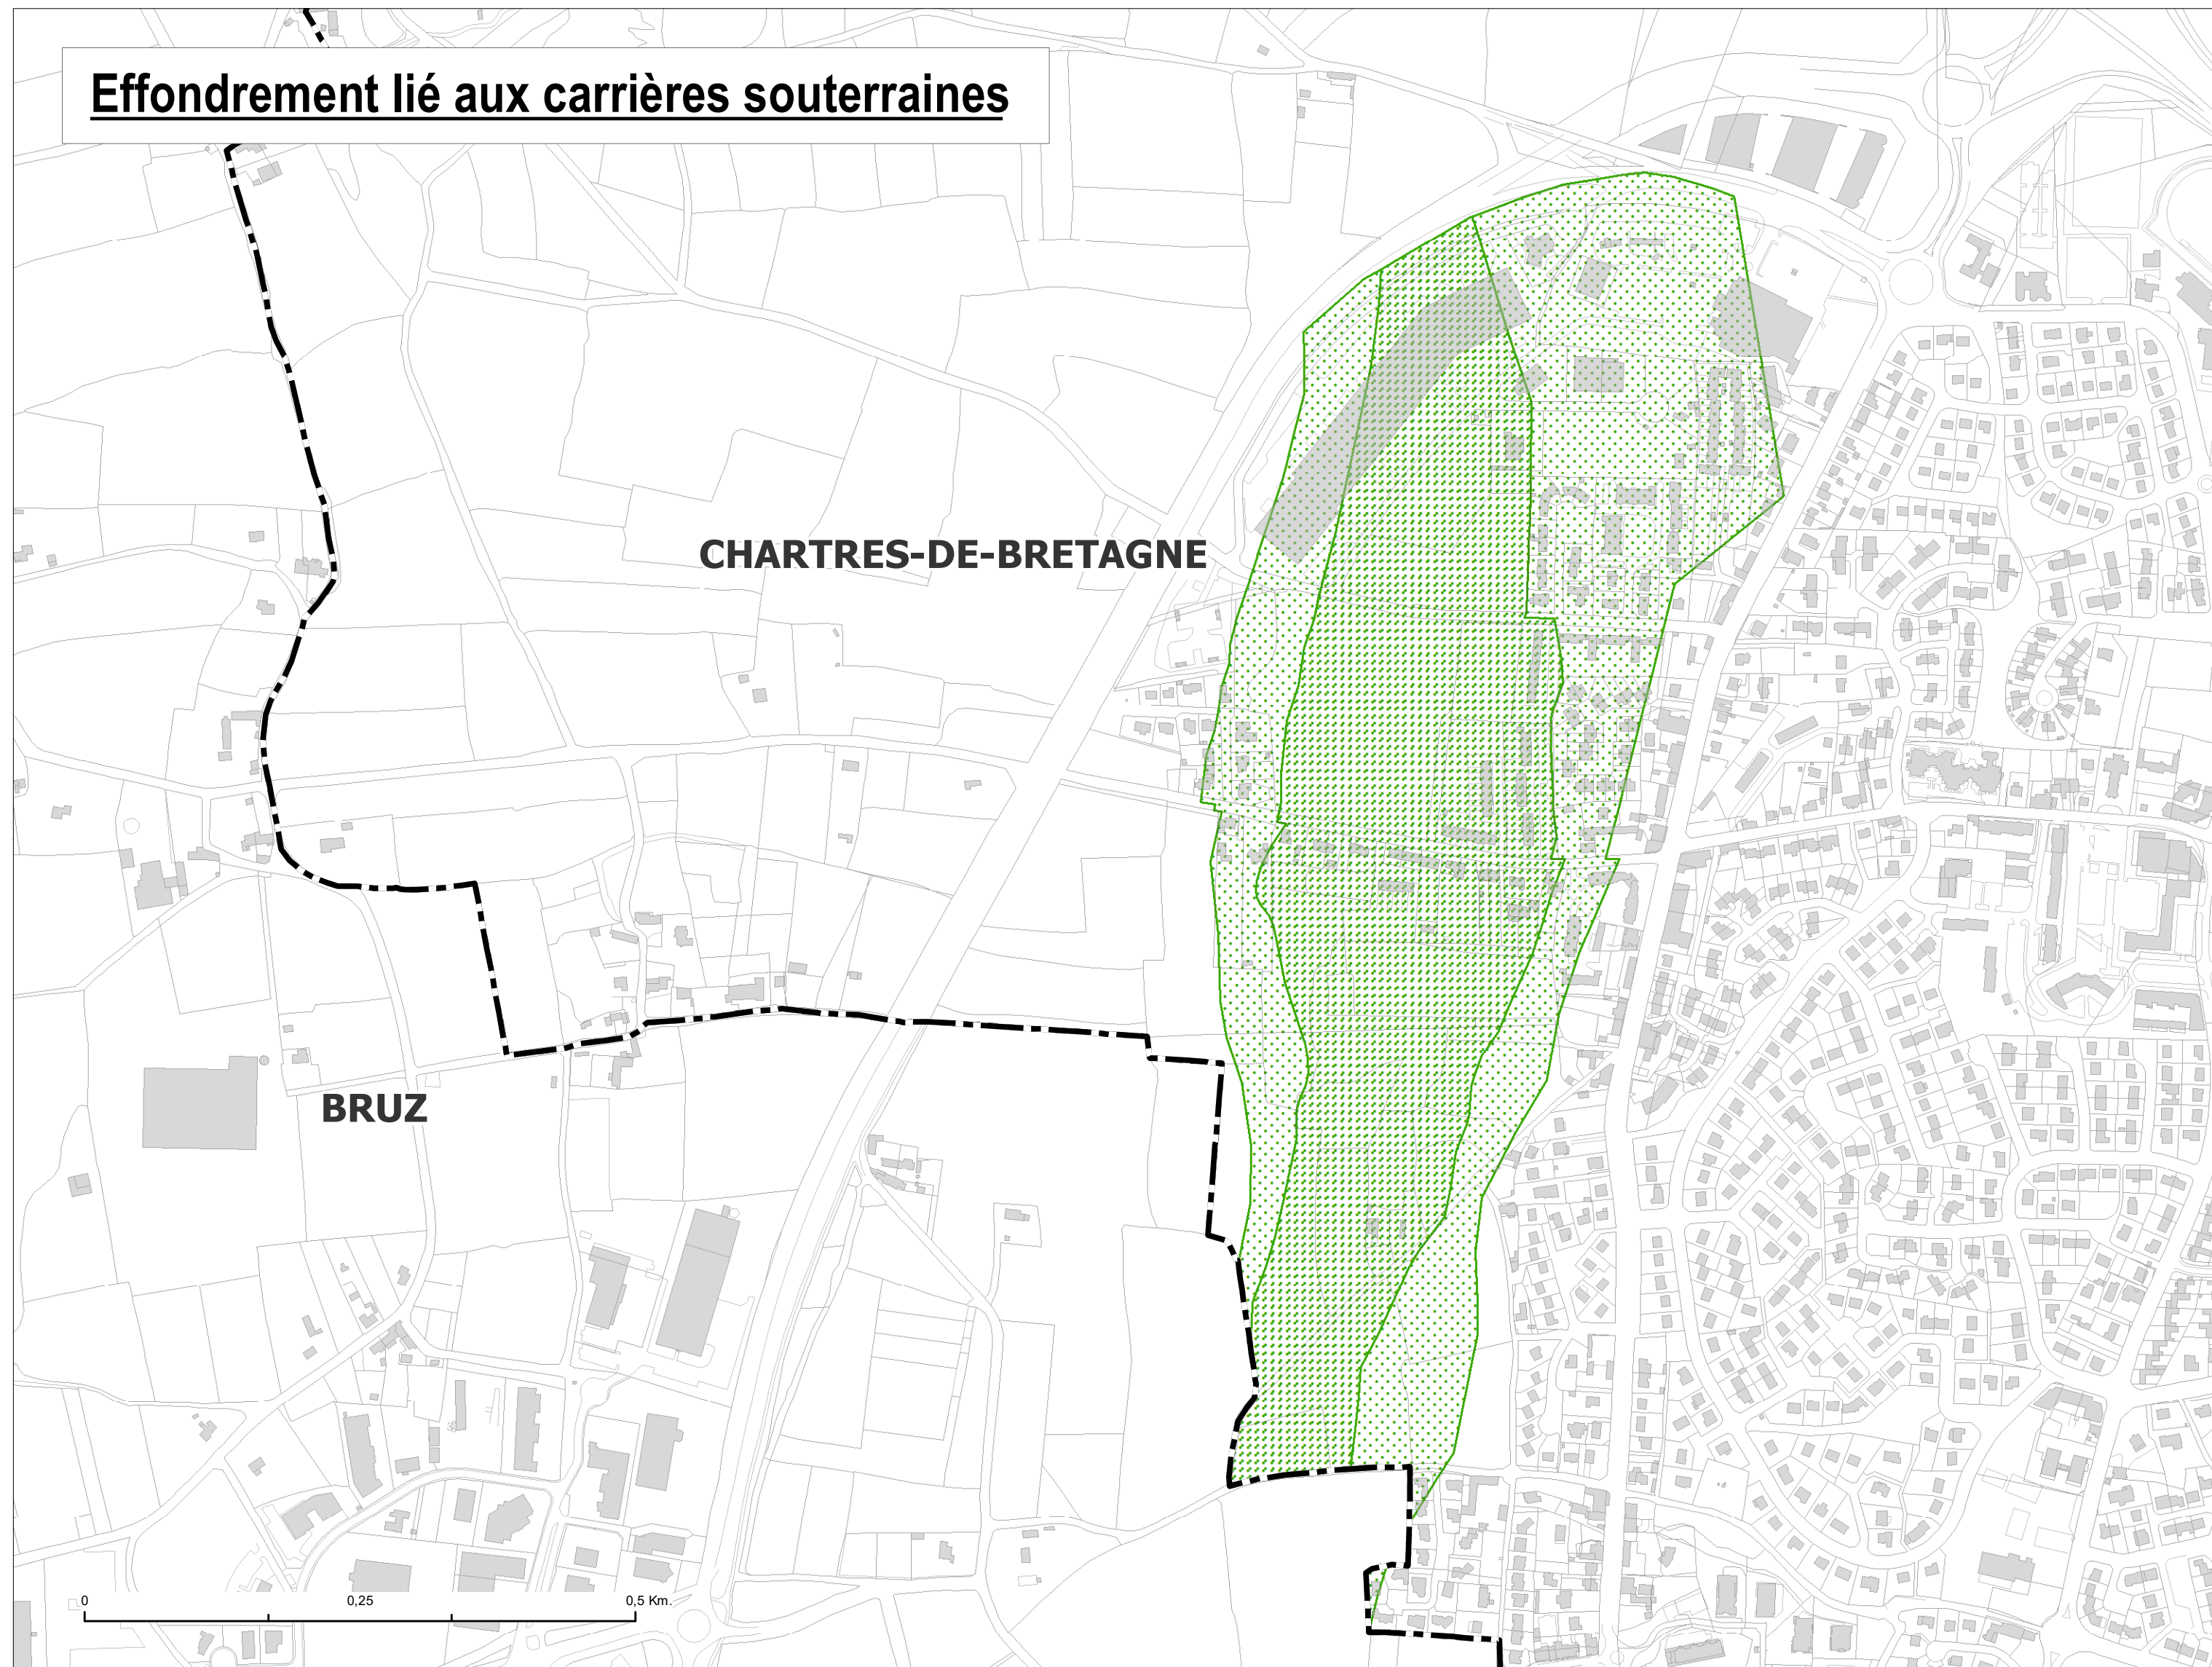 Effondrement lié aux carrières souterraines
CHARTRES-DE-BRETAGNE
BRUZ
0 0,25 0,5 Km.